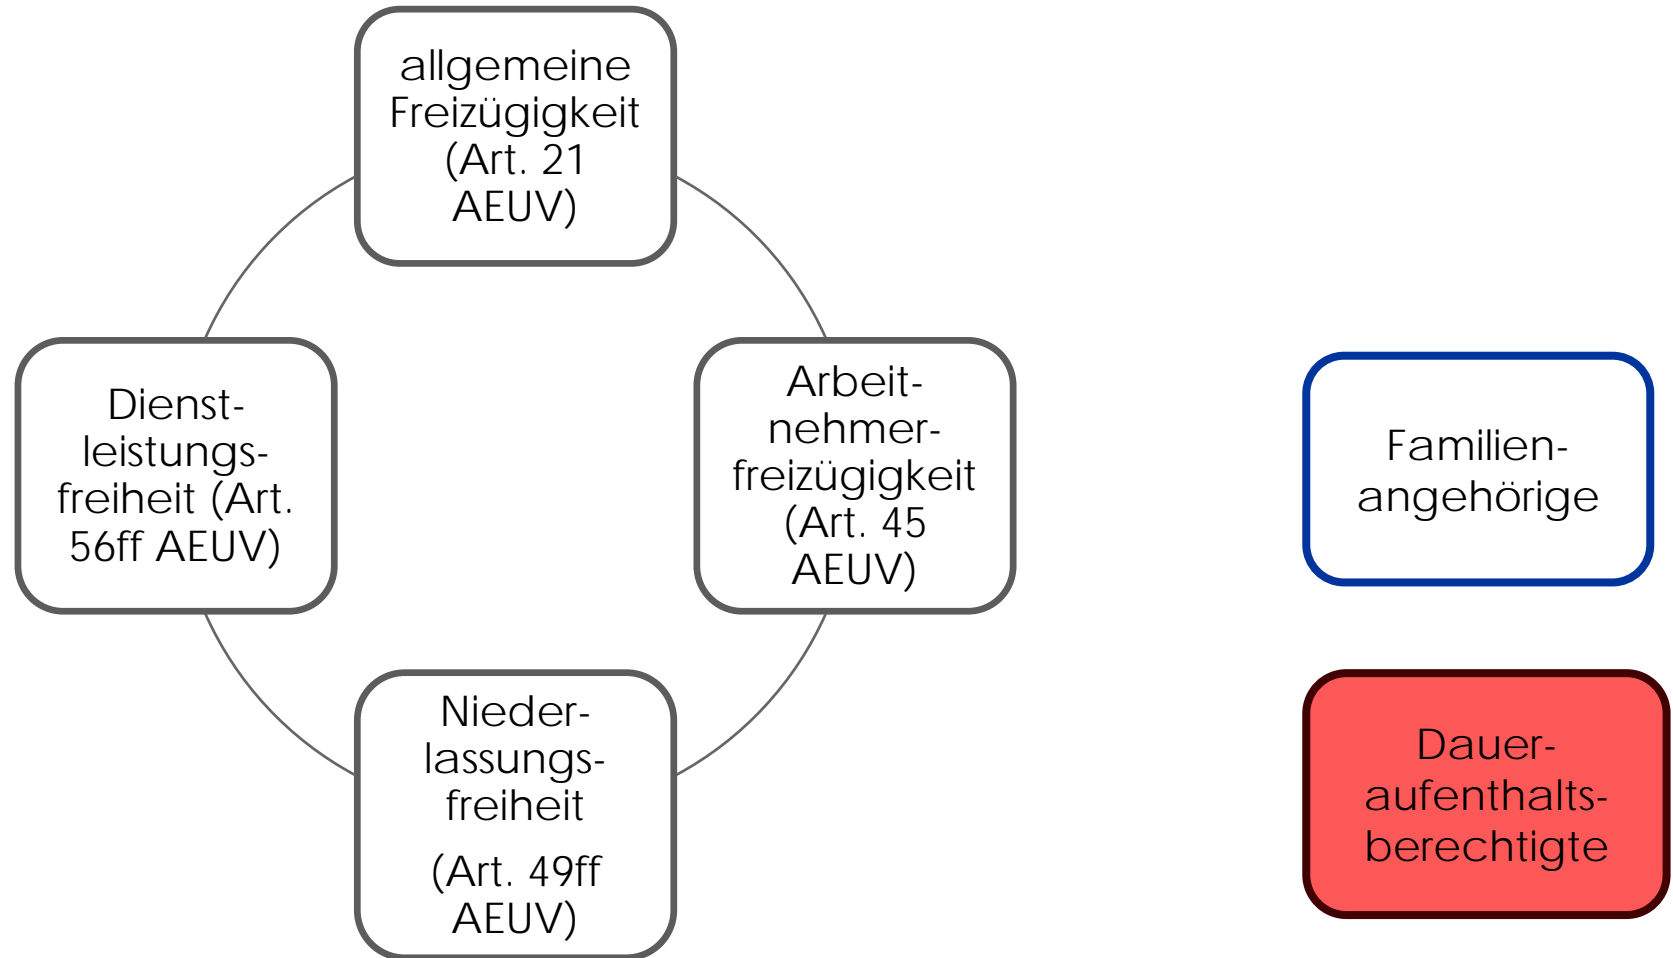 allgemeine
Freizügigkeit
(Art. 21
AEUV)
Dienst-
leistungs-
freiheit (Art.
56ff AEUV)
Arbeit-
nehmer-
freizügigkeit
(Art. 45
AEUV)
Nieder-
lassungs-
freiheit
(Art. 49ff
AEUV)
Familien-
angehörige
Dauer-
aufenthalts-
berechtigte